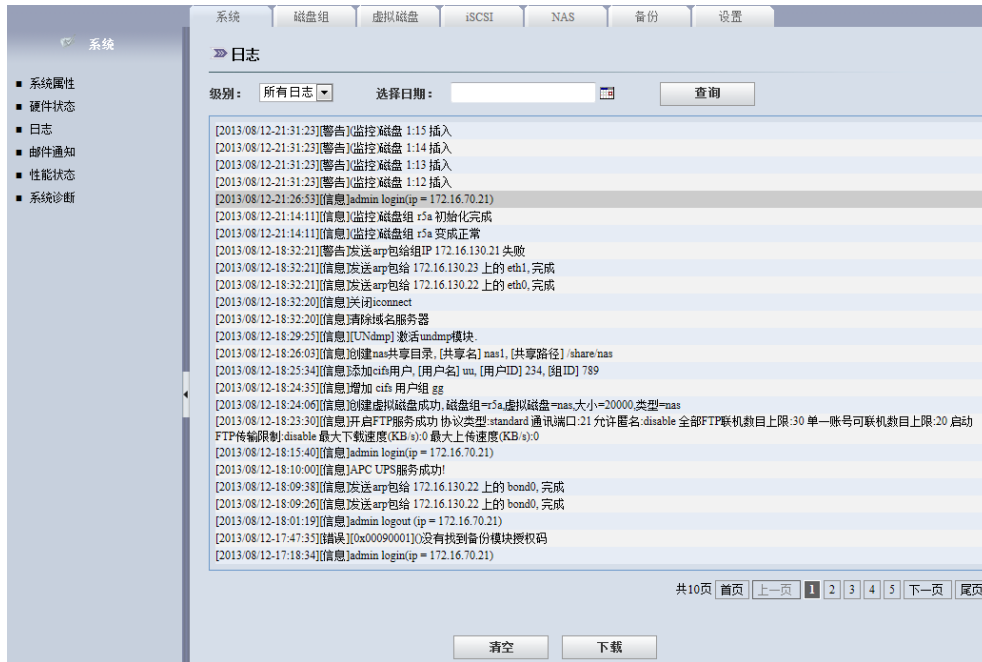 系统 磁盘组 虚拟磁盘 iSCSI NAS 备份 设置
系统
日志
系统属性
硬件状态
日志
邮件通知
性能状态
系统诊断
级别： 所有日志 选择日期： 查询
[2013/08/12-21:31:23][警告](监控)磁盘 1:15 插入
[2013/08/12-21:31:23][警告](监控)磁盘 1:14 插入
[2013/08/12-21:31:23][警告](监控)磁盘 1:13 插入
[2013/08/12-21:31:23][警告](监控)磁盘 1:12 插入
[2013/08/12-21:26:53][信息]admin login(ip = 172.16.70.21)
[2013/08/12-21:14:11][信息](监控)磁盘组 r5a 初始化完成
[2013/08/12-21:14:11][信息](监控)磁盘组 r5a 变成正常
[2013/08/12-18:32:21][警告]发送arp包给组IP 172.16.130.21 失败
[2013/08/12-18:32:21][信息]发送arp包给 172.16.130.23 上的 eth1, 完成
[2013/08/12-18:32:21][信息]发送arp包给 172.16.130.22 上的 eth0, 完成
[2013/08/12-18:32:20][信息]关闭iconnect
[2013/08/12-18:32:20][信息]清除域名服务器
[2013/08/12-18:29:25][信息][UNdmp] 激活undmp模块.
[2013/08/12-18:26:03][信息]创建nas共享目录, [共享名] nas1, [共享路径] /share/nas
[2013/08/12-18:25:34][信息]添加cifs用户, [用户名] uu, [用户ID] 234, [组ID] 789
[2013/08/12-18:24:35][信息]增加 cifs 用户组 gg
[2013/08/12-18:24:06][信息]创建虚拟磁盘成功, 磁盘组=r5a,虚拟磁盘=nas,大小=20000,类型=nas
[2013/08/12-18:23:30][信息]开启FTP服务成功 协议类型:standard 通讯端口:21 允许匿名:disable 全部FTP联机数目上限:30 单一账号可联机数目上限:20 启动
FTP传输限制:disable 最大下载速度(KB/s):0 最大上传速度(KB/s):0
[2013/08/12-18:15:40][信息]admin login(ip = 172.16.70.21)
[2013/08/12-18:10:00][信息]APC UPS服务成功!
[2013/08/12-18:09:38][信息]发送arp包给 172.16.130.22 上的 bond0, 完成
[2013/08/12-18:09:26][信息]发送arp包给 172.16.130.22 上的 bond0, 完成
[2013/08/12-18:01:19][信息]admin logout (ip = 172.16.70.21)
[2013/08/12-17:47:35][错误][0x00090001]()没有找到备份模块授权码
[2013/08/12-17:18:34][信息]admin login(ip = 172.16.70.21)
共10页 首页 上一页 1 2 3 4 5 下一页 尾页
清空 下载